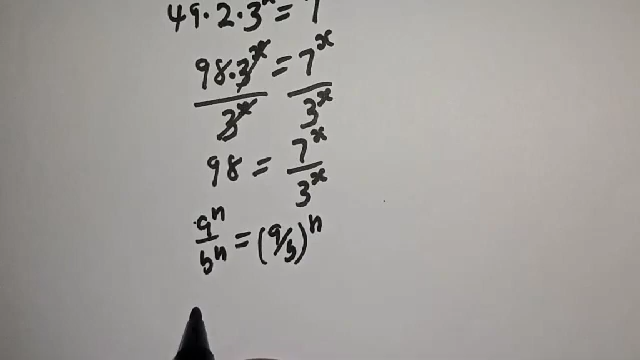 49·2·3^x = 7
98·3^x / 3^x = 7^x / 3^x
98 = 7^x / 3^x
a^n / b^n = (a/b)^n